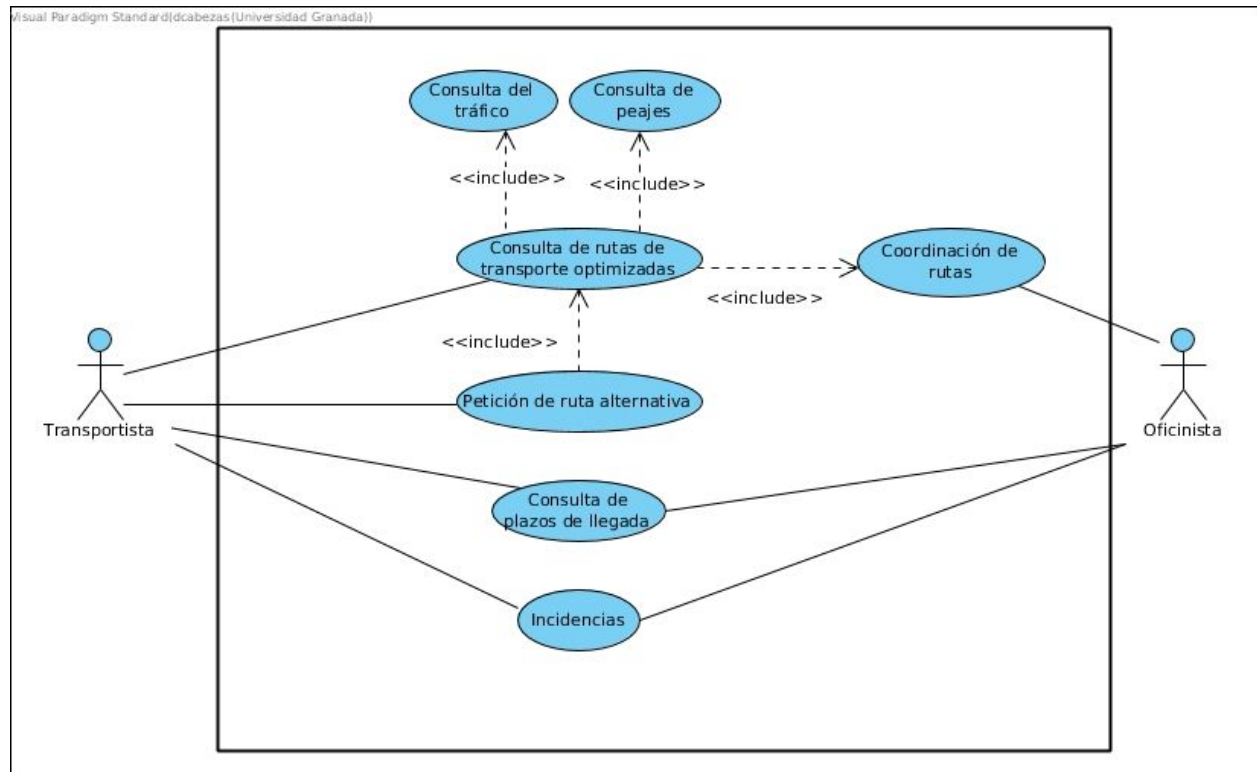 Visual Paradigm Standard(dcabezas(Universidad Granada))
Consulta del
tráfico
Consulta de
peajes
<<include>>
<<include>>
Consulta de rutas de
transporte optimizadas
Coordinación de
rutas
<<include>>
<<include>>
Petición de ruta alternativa
Transportista
Oficinista
Consulta de
plazos de llegada
Incidencias